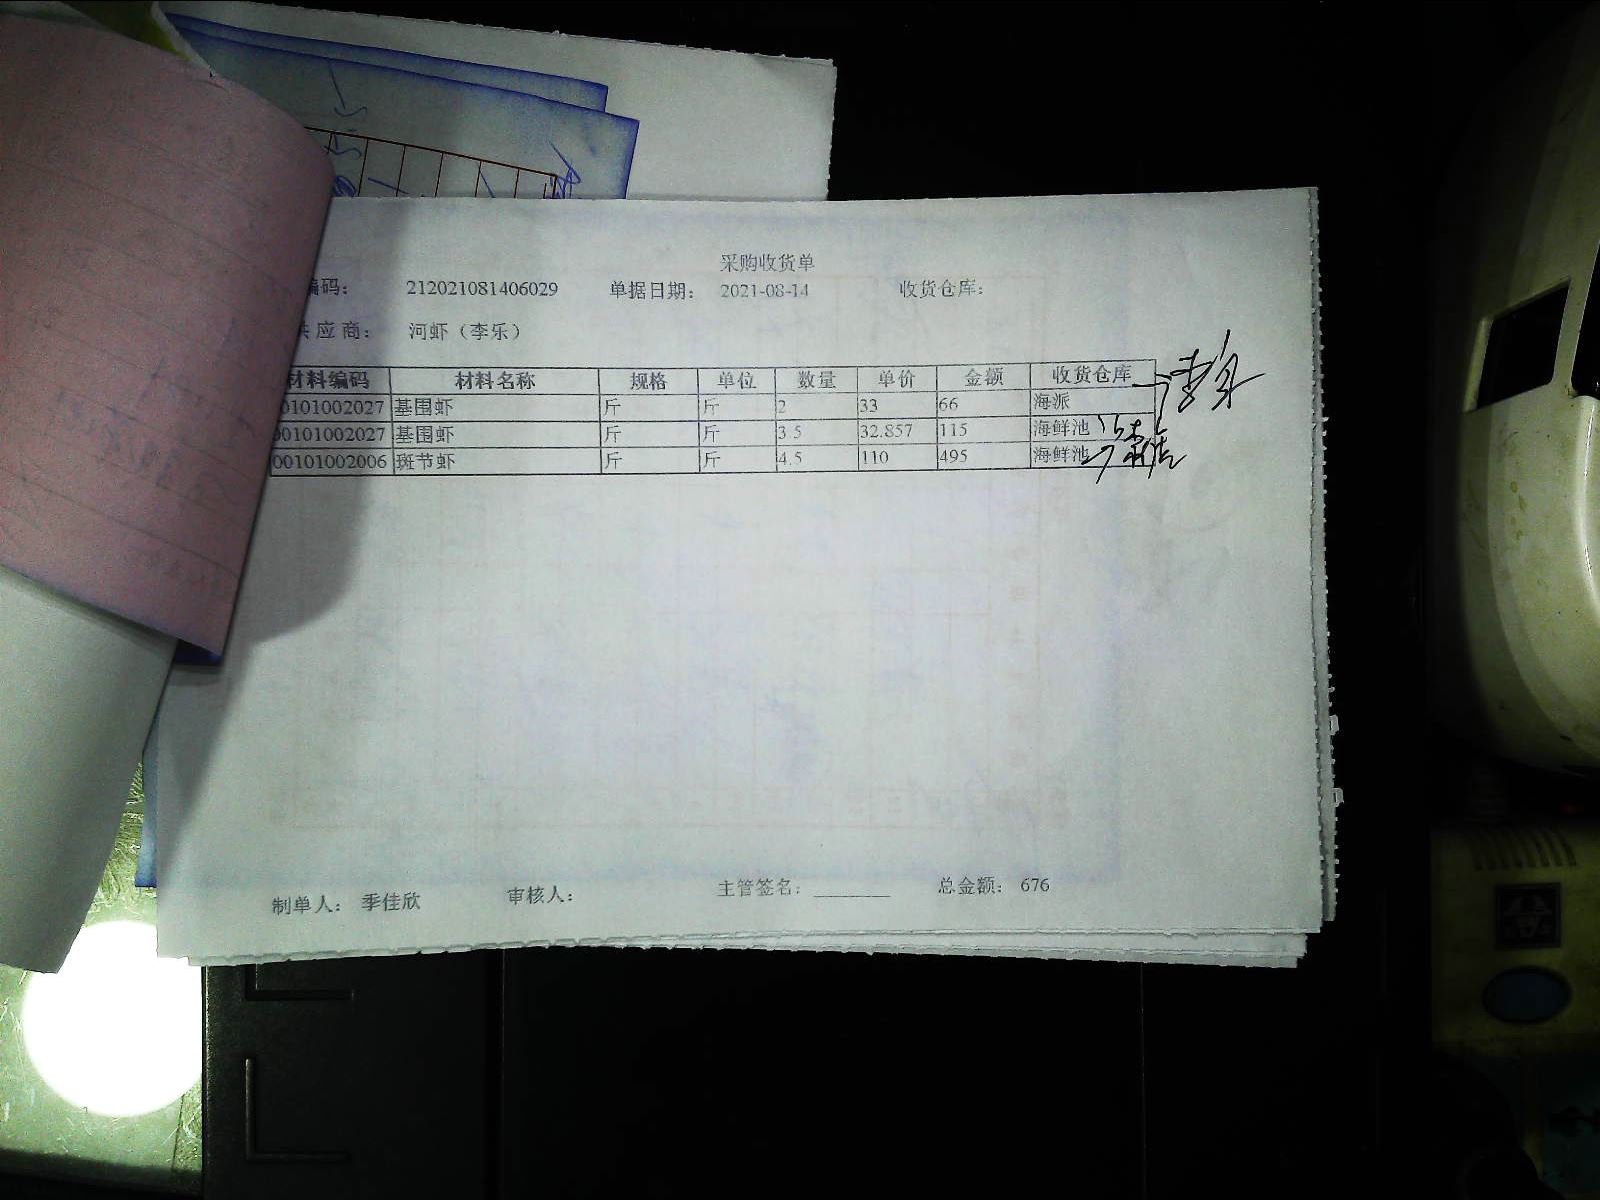 采购收货单
编码： 212021081406029 单据日期： 2021-08-14 收货仓库：
供应商： 河虾（李乐）
材料编码 材料名称 规格 单位 数量 单价 金额 收货仓库
00101002027 基围虾 斤 斤 2 33 66 海派
00101002027 基围虾 斤 斤 3.5 32.857 115 海鲜池
00101002006 斑节虾 斤 斤 4.5 110 495 海鲜池
制单人： 季佳欣 审核人： 主管签名： 总金额： 676